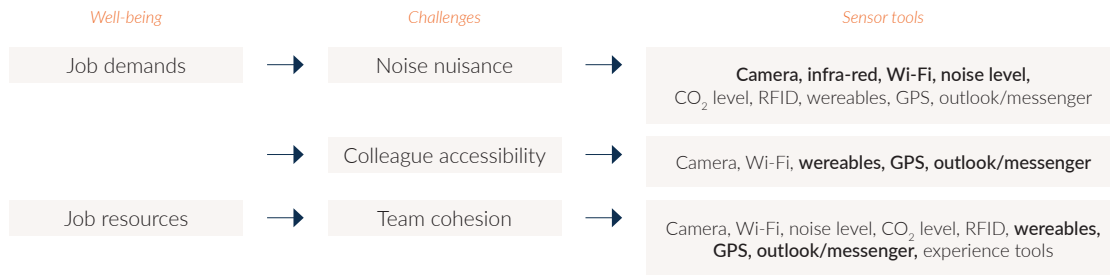 Well-being
Challenges
Sensor tools
Job demands
Noise nuisance
Camera, infra-red, Wi-Fi, noise level,
CO₂ level, RFID, wereables, GPS, outlook/messenger
Colleague accessibility
Camera, Wi-Fi, wereables, GPS, outlook/messenger
Job resources
Team cohesion
Camera, Wi-Fi, noise level, CO₂ level, RFID, wereables,
GPS, outlook/messenger, experience tools